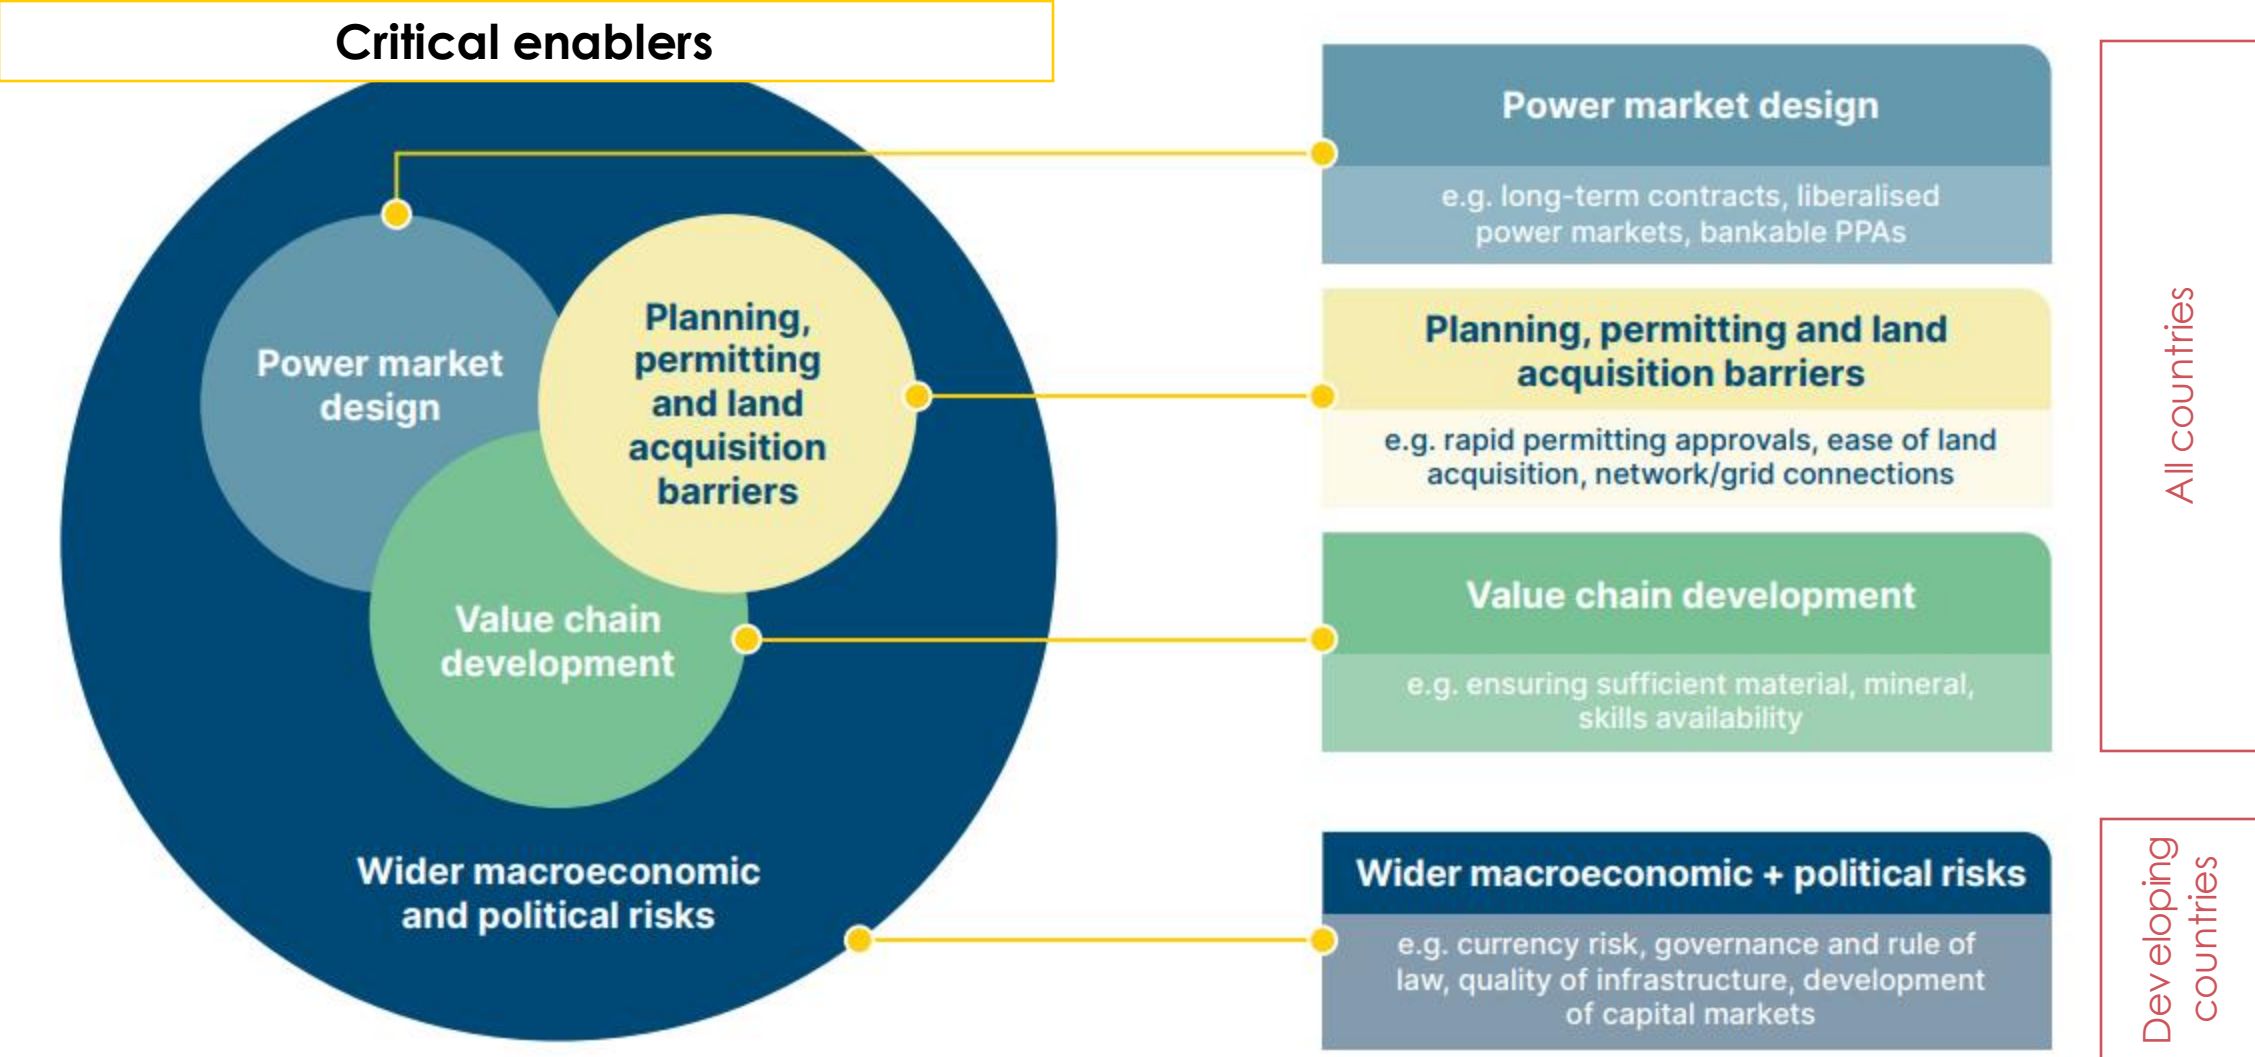 Critical enablers
Power market
design
Planning,
permitting
and land
acquisition
barriers
Value chain
development
Wider macroeconomic
and political risks
Power market design
e.g. long-term contracts, liberalised
power markets, bankable PPAs
Planning, permitting and land
acquisition barriers
e.g. rapid permitting approvals, ease of land
acquisition, network/grid connections
Value chain development
e.g. ensuring sufficient material, mineral,
skills availability
Wider macroeconomic + political risks
e.g. currency risk, governance and rule of
law, quality of infrastructure, development
of capital markets
All countries
Developing
countries